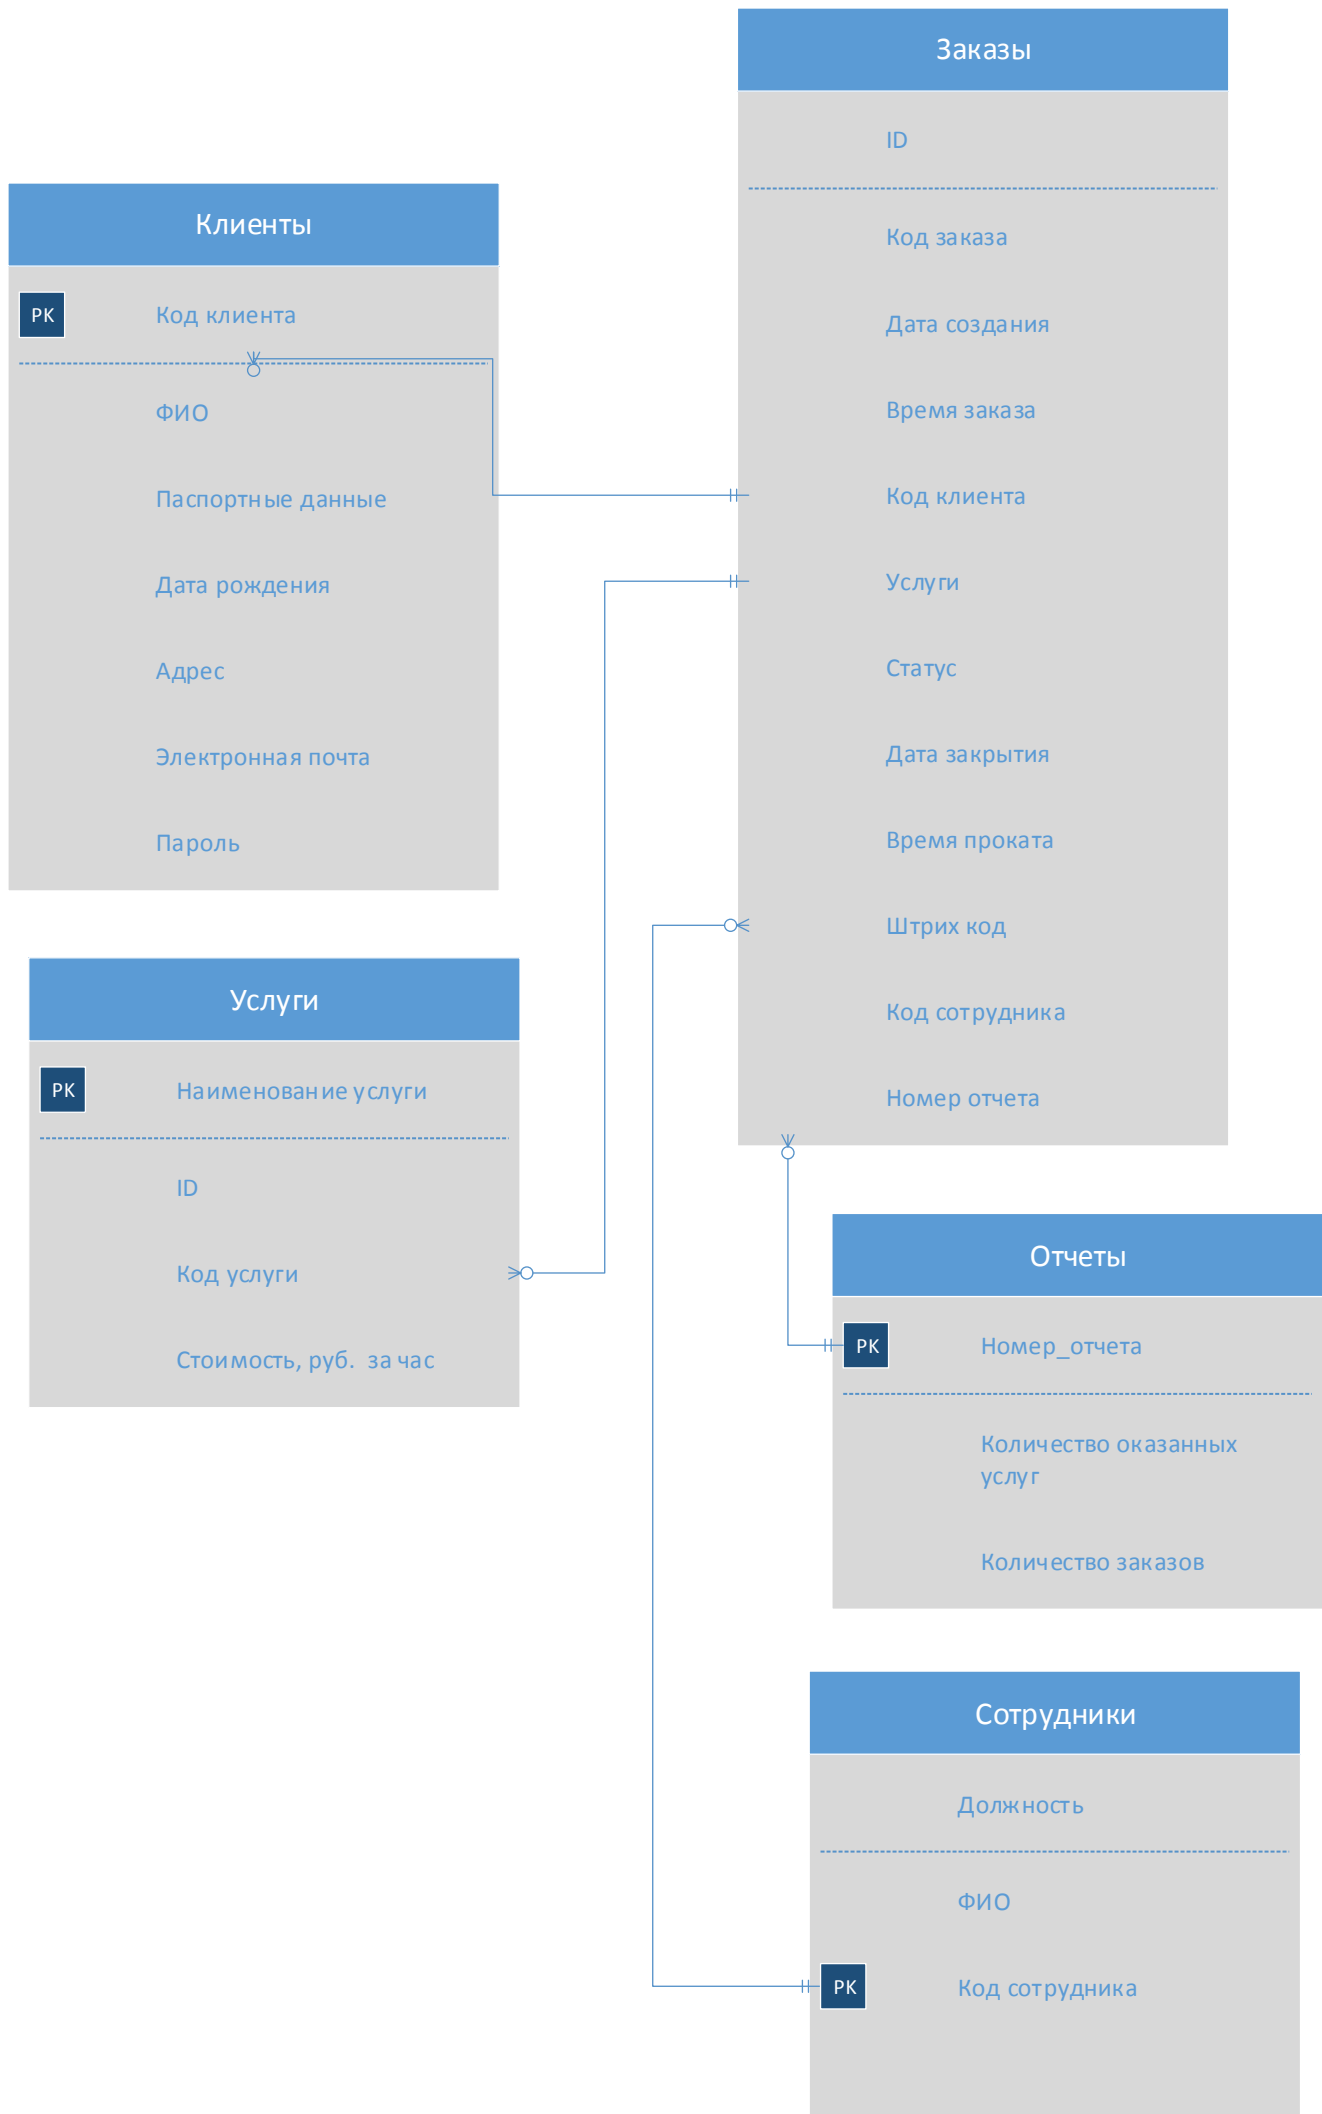 Заказы
ID
Код заказа
Дата создания
Время заказа
Код клиента
Услуги
Статус
Дата закрытия
Время проката
Штрих код
Код сотрудника
Номер отчета
Клиенты
PK Код клиента
ФИО
Паспортные данные
Дата рождения
Адрес
Электронная почта
Пароль
Услуги
PK Наименование услуги
ID
Код услуги
Стоимость, руб. за час
Отчеты
PK Номер_отчета
Количество оказанных
услуг
Количество заказов
Сотрудники
Должность
ФИО
PK Код сотрудника